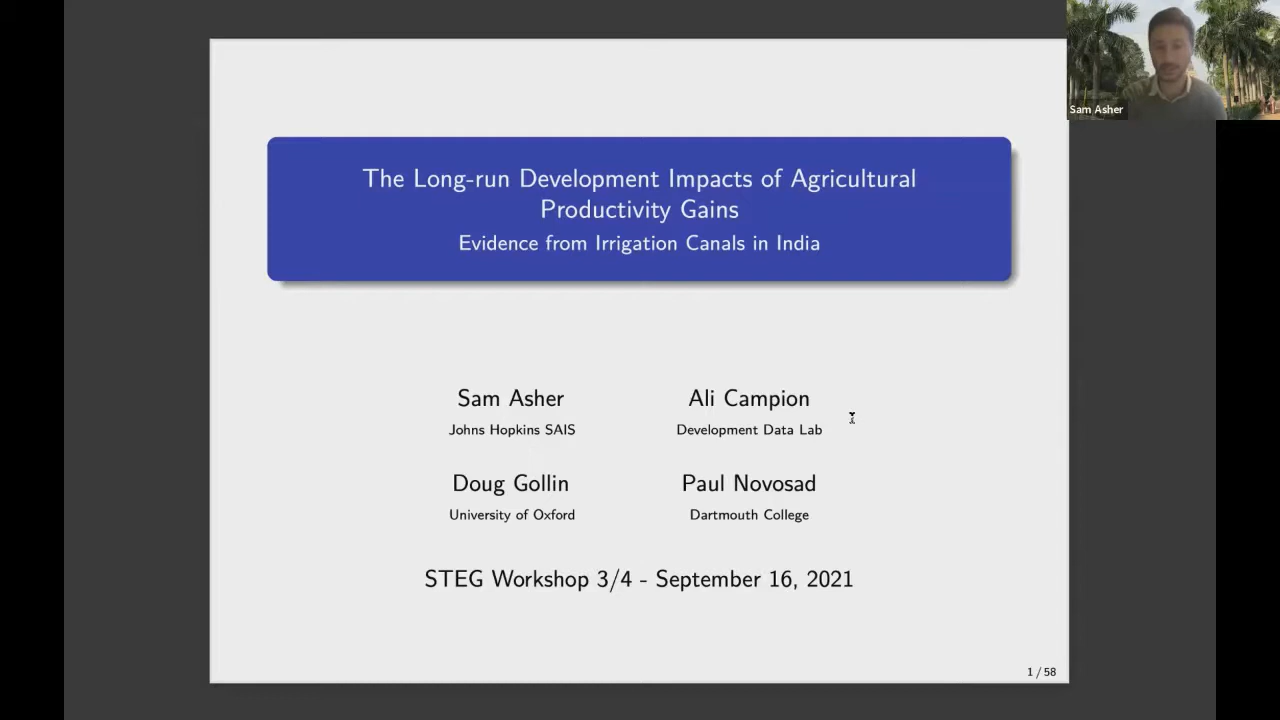 Sam Asher
The Long-run Development Impacts of Agricultural
Productivity Gains
Evidence from Irrigation Canals in India
Sam Asher
Johns Hopkins SAIS
Ali Campion
Development Data Lab
Doug Gollin
University of Oxford
Paul Novosad
Dartmouth College
STEG Workshop 3/4 - September 16, 2021
1 / 58